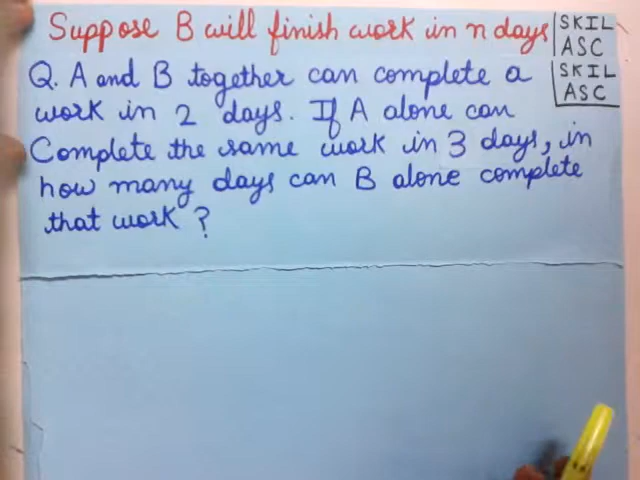 Suppose B will finish work in n days
SKIL
ASC
SKIL
ASC
Q. A and B together can complete a
work in 2 days. If A alone can
Complete the same work in 3 days, in
how many days can B alone complete
that work?